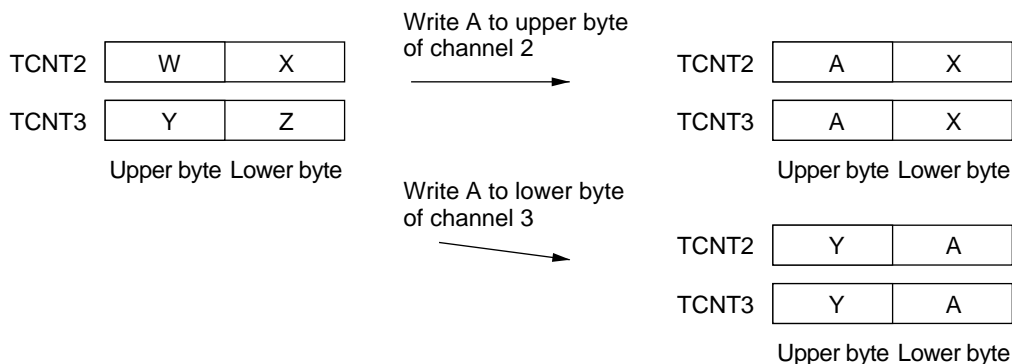 Write A to upper byte
of channel 2
TCNT2 W X
TCNT3 Y Z
Upper byte Lower byte
TCNT2 A X
TCNT3 A X
Upper byte Lower byte
Write A to lower byte
of channel 3
TCNT2 Y A
TCNT3 Y A
Upper byte Lower byte